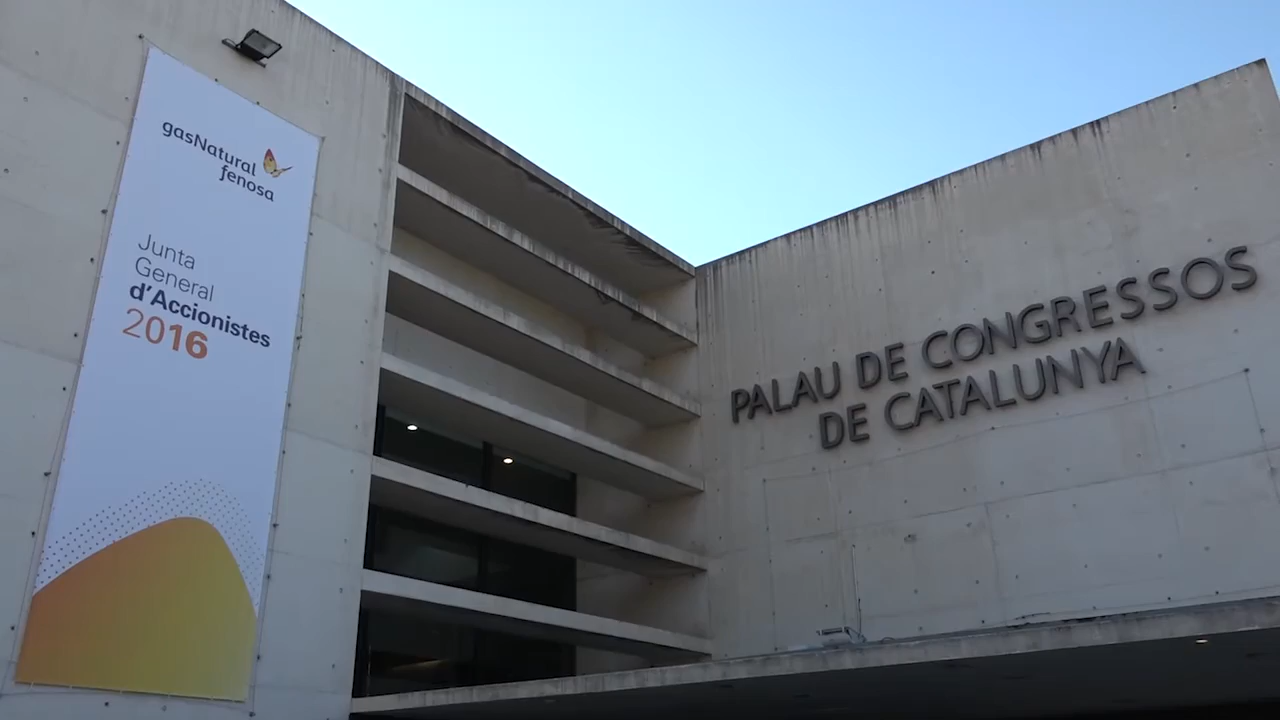 gasNatural
fenosa
Junta
General
d'Accionistes
2016
PALAU DE CONGRESSOS
DE CATALUNYA